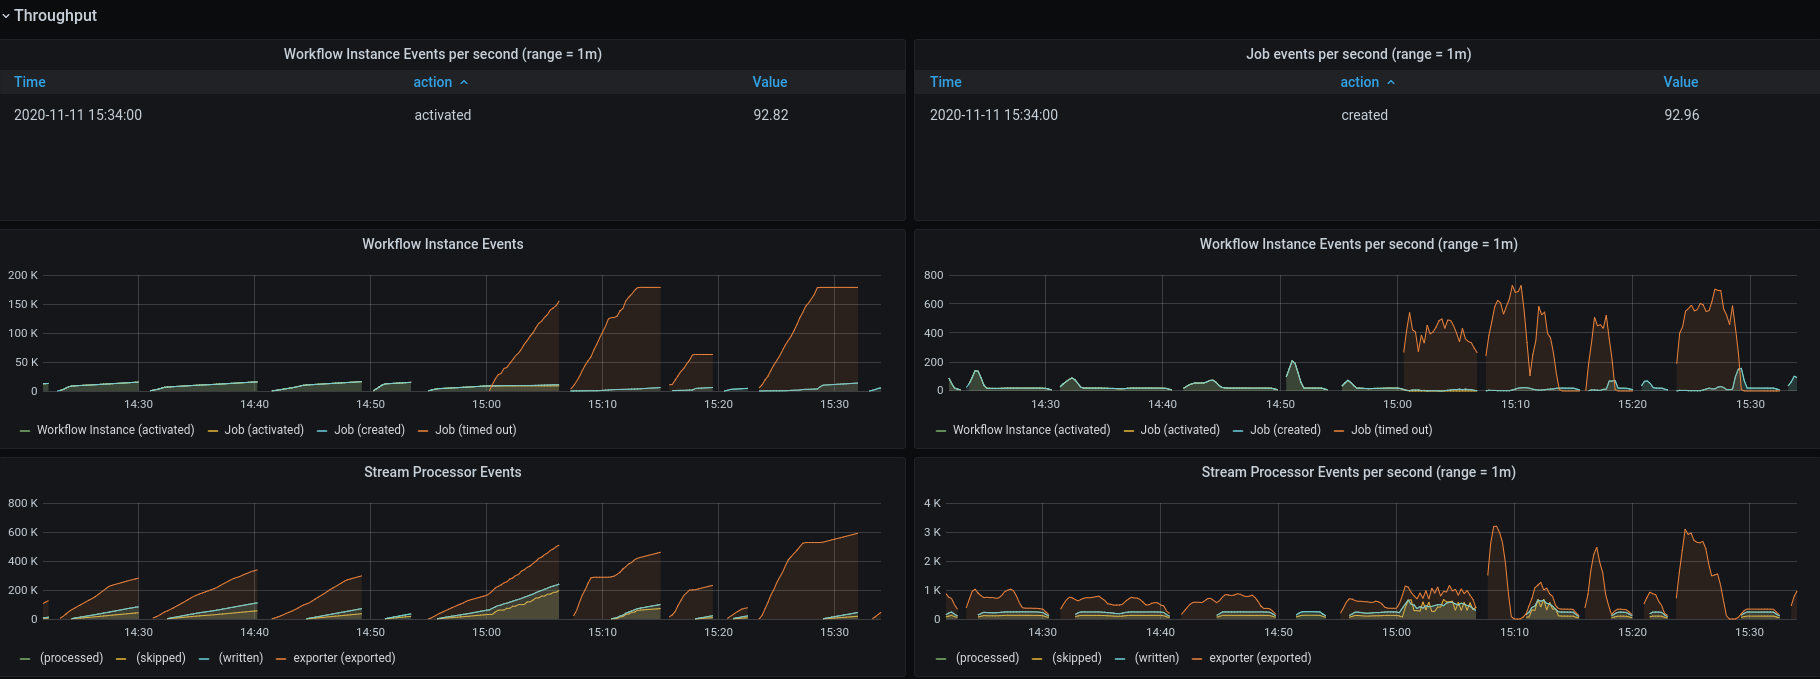 Throughput
Workflow Instance Events per second (range = 1m)
Time action Value
2020-11-11 15:34:00 activated 92.82
Job events per second (range = 1m)
Time action Value
2020-11-11 15:34:00 created 92.96
Workflow Instance Events
200 K
150 K
100 K
50 K
0
14:30 14:40 14:50 15:00 15:10 15:20 15:30
Workflow Instance (activated) Job (activated) Job (created) Job (timed out)
Workflow Instance Events per second (range = 1m)
800
600
400
200
0
14:30 14:40 14:50 15:00 15:10 15:20 15:30
Workflow Instance (activated) Job (activated) Job (created) Job (timed out)
Stream Processor Events
800 K
600 K
400 K
200 K
0
14:30 14:40 14:50 15:00 15:10 15:20 15:30
(processed) (skipped) (written) exporter (exported)
Stream Processor Events per second (range = 1m)
4 K
3 K
2 K
1 K
0
14:30 14:40 14:50 15:00 15:10 15:20 15:30
(processed) (skipped) (written) exporter (exported)